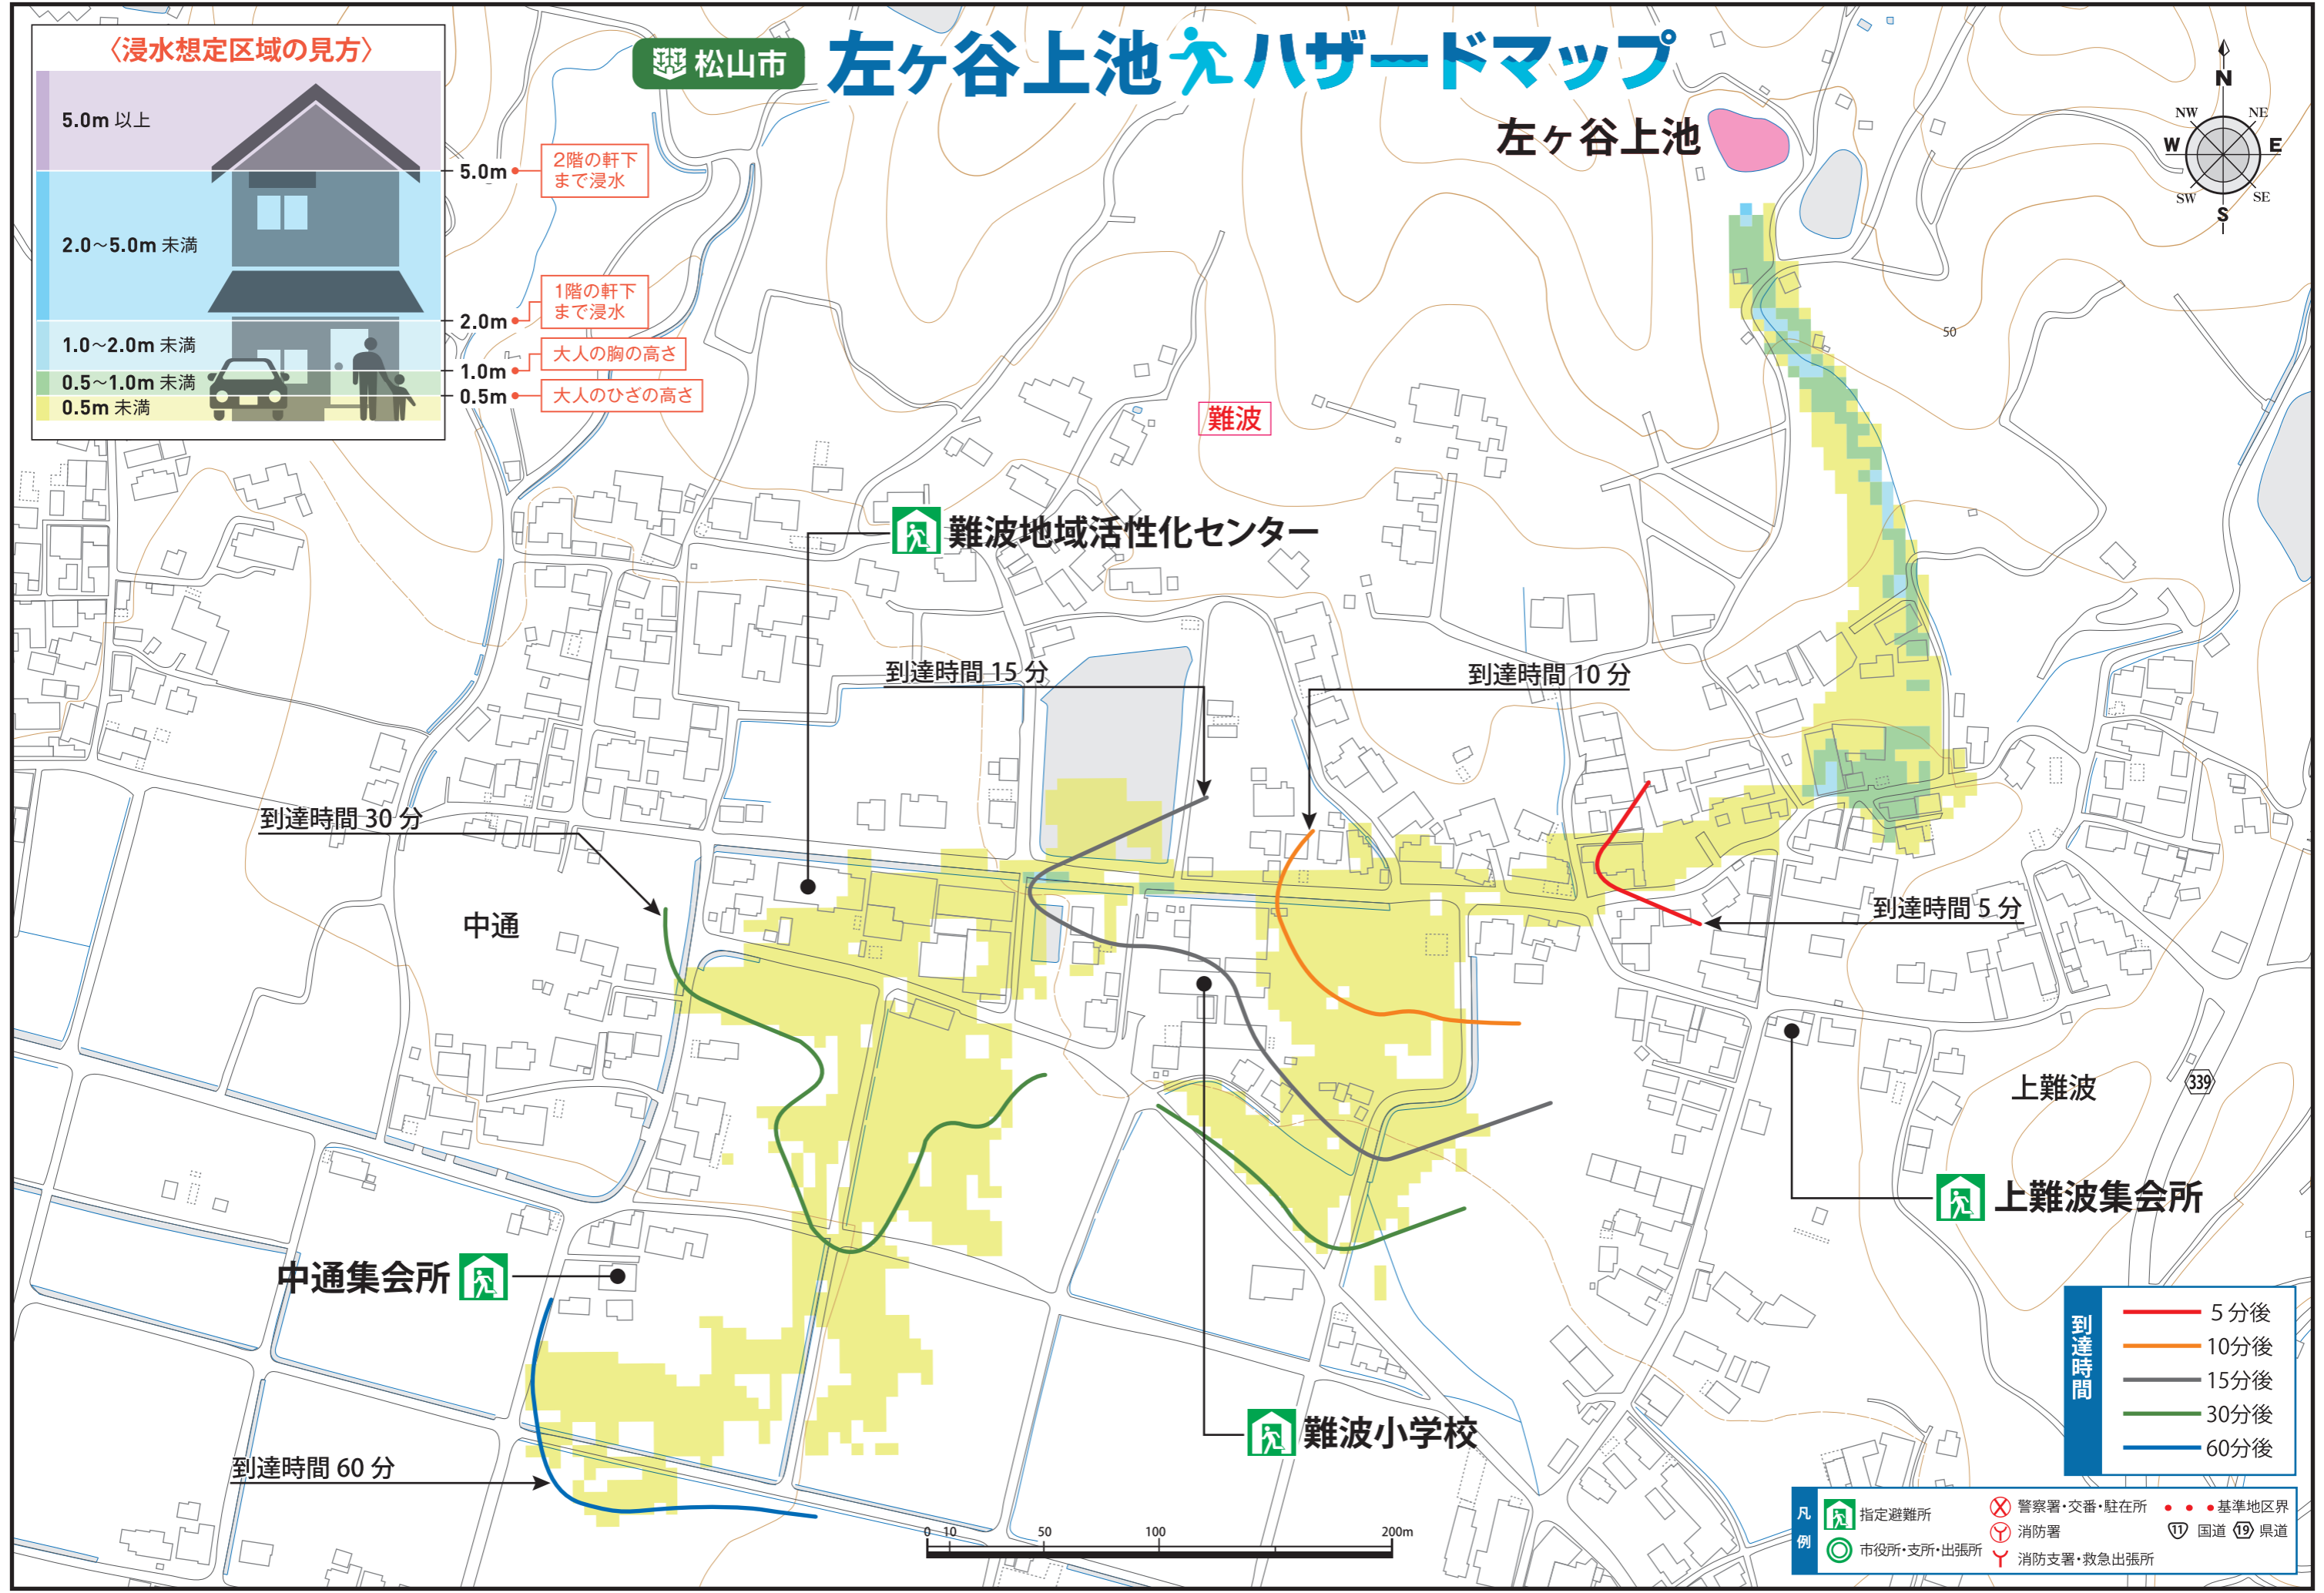 〈浸水想定区域の見方〉
5.0m 以上
2.0～5.0m 未満
1.0～2.0m 未満
0.5～1.0m 未満
0.5m 未満
5.0m
2階の軒下
まで浸水
2.0m
1階の軒下
まで浸水
1.0m
大人の胸の高さ
0.5m
大人のひざの高さ
松山市
左ヶ谷上池ハザードマップ
左ヶ谷上池
N
NE
E
SE
S
SW
W
NW
50
難波
難波地域活性化センター
到達時間 15 分
到達時間 10 分
到達時間 30 分
到達時間 5 分
中通
上難波
339
上難波集会所
中通集会所
難波小学校
到達時間 60 分
0 10 50 100 200m
到達時間
5分後
10分後
15分後
30分後
60分後
凡例
指定避難所
市役所・支所・出張所
警察署・交番・駐在所
消防署
消防支署・救急出張所
基準地区界
11 国道 19 県道